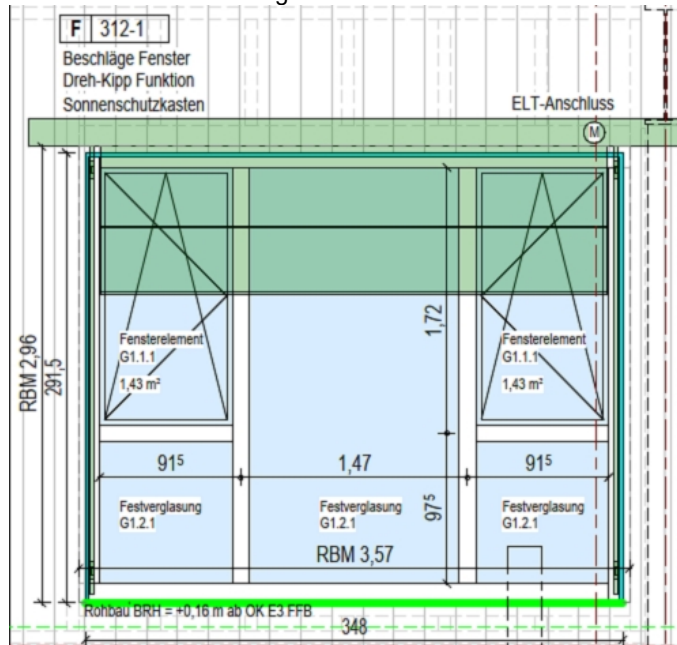 F 312-1
Beschläge Fenster
Dreh-Kipp Funktion
Sonnenschutzkasten
ELT-Anschluss
M
RBM 2,96
291,5
Fensterelement
G1.1.1
1,43 m²
1,72
Fensterelement
G1.1.1
1,43 m²
91⁵
1,47
91⁵
97⁵
Festverglasung
G1.2.1
Festverglasung
G1.2.1
Festverglasung
G1.2.1
RBM 3,57
Rohbau BRH = +0,16 m ab OK E3 FFB
348